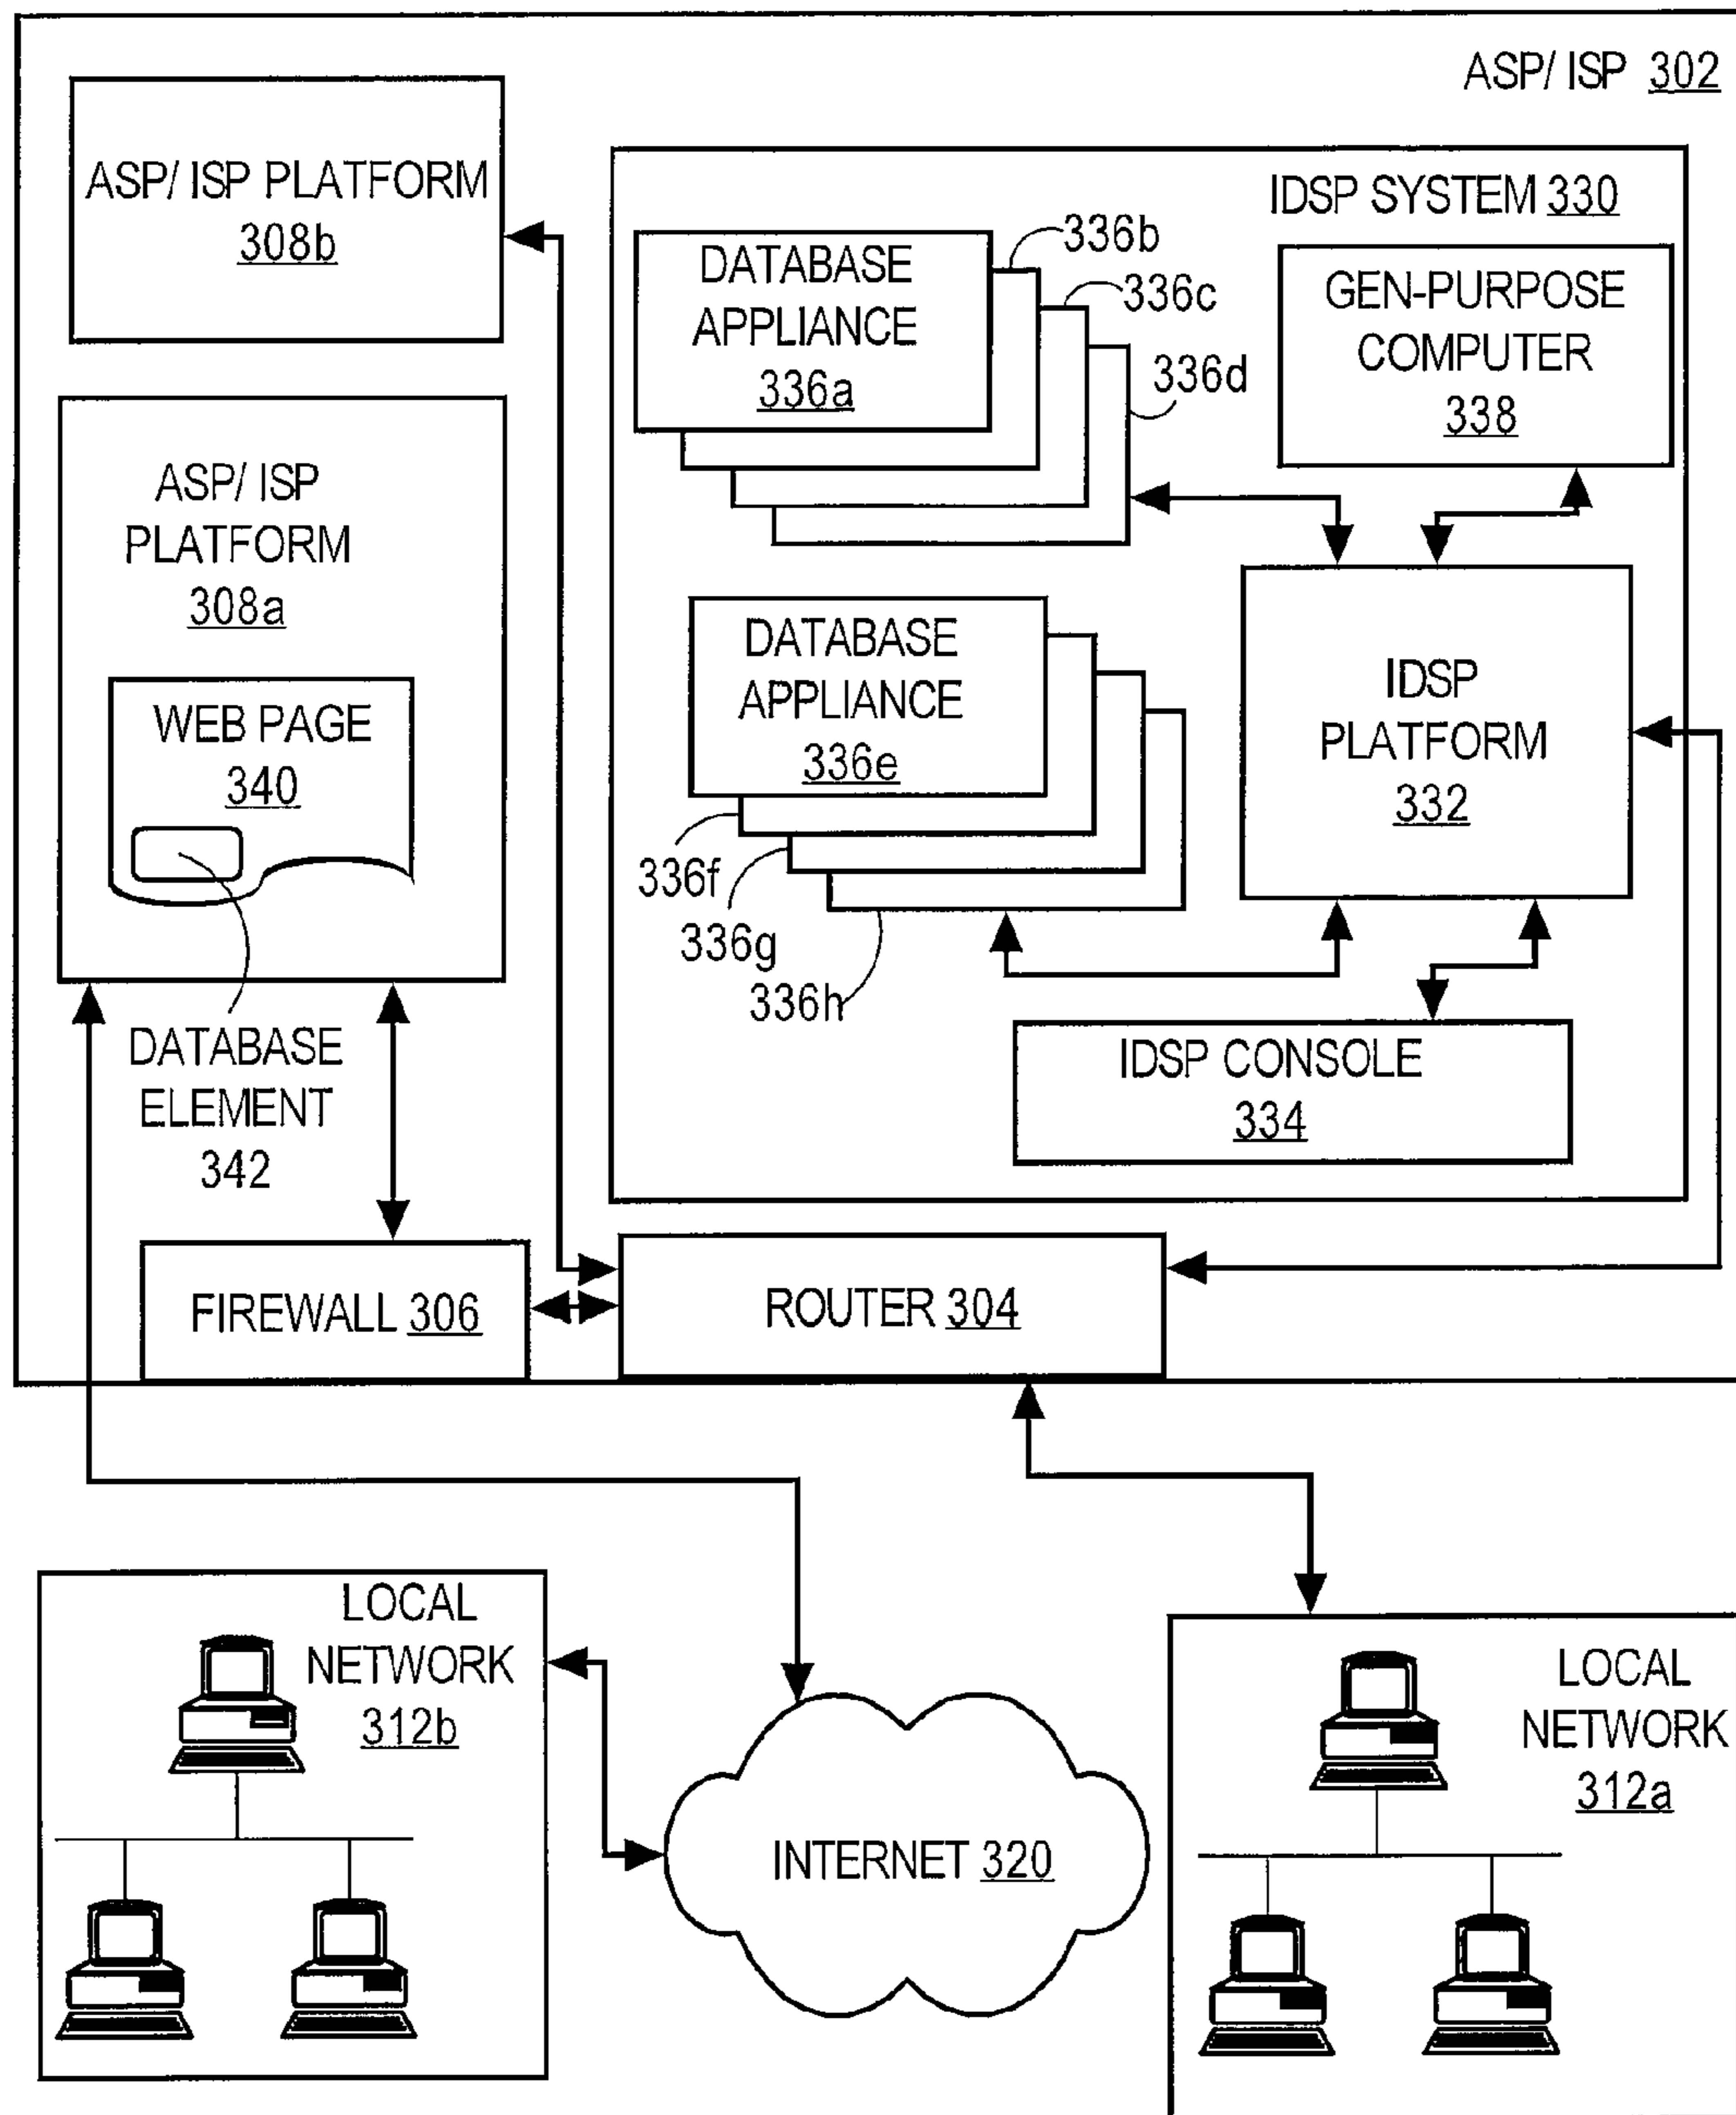 ASP/ ISP 302
ASP/ ISP PLATFORM
308b
IDSP SYSTEM 330
DATABASE
APPLIANCE
336a
336b
336c
336d
GEN-PURPOSE
COMPUTER
338
ASP/ ISP
PLATFORM
308a
WEB PAGE
340
DATABASE
APPLIANCE
336e
336f
336g
336h
IDSP
PLATFORM
332
DATABASE
ELEMENT
342
IDSP CONSOLE
334
FIREWALL 306
ROUTER 304
LOCAL
NETWORK
312b
INTERNET 320
LOCAL
NETWORK
312a